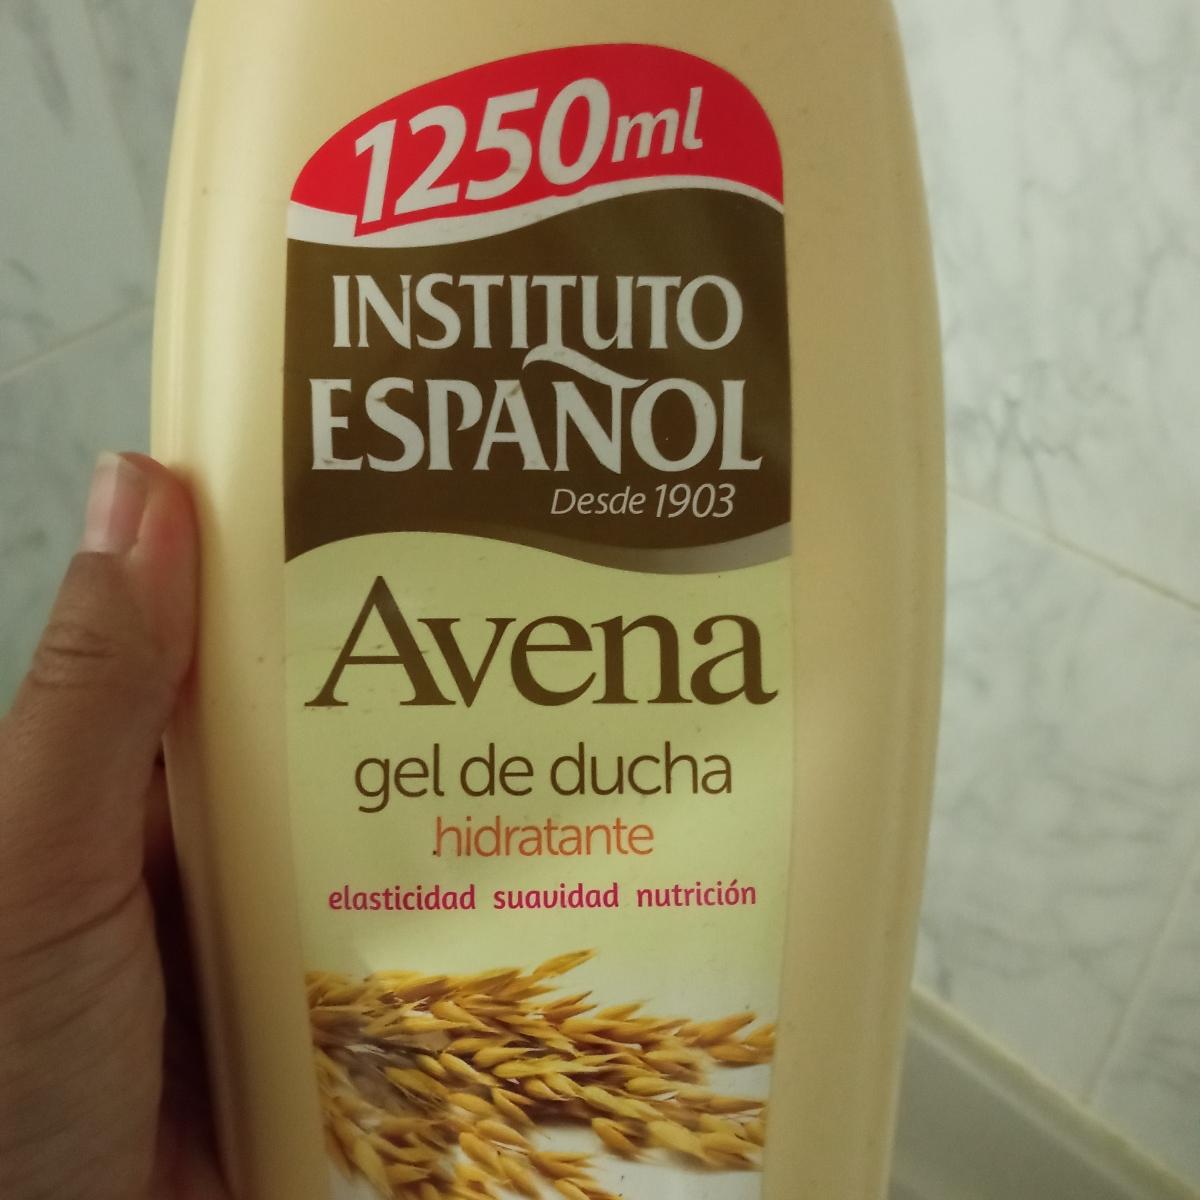 1250ml
INSTITUTO
ESPAÑOL
Desde 1903
Avena
gel de ducha
hidratante
elasticidad suavidad nutrición